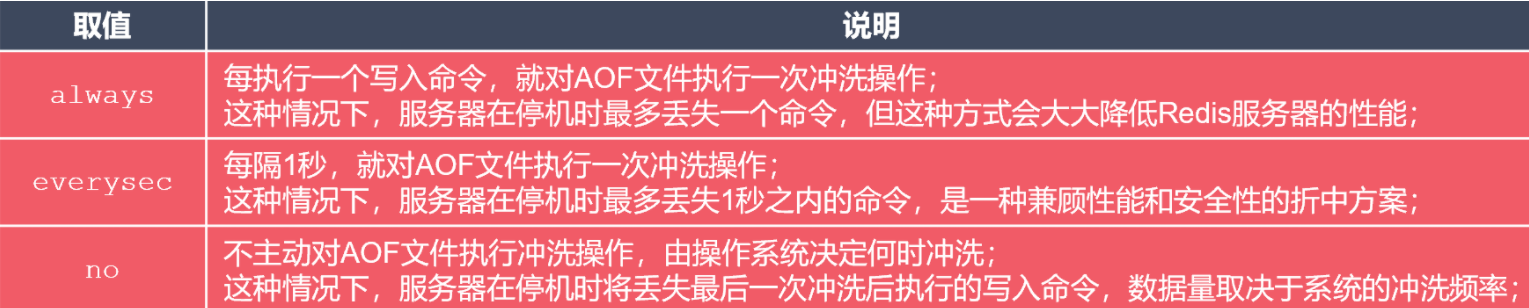 取值 说明
always
每执行一个写入命令，就对AOF文件执行一次冲洗操作；
这种情况下，服务器在停机时最多丢失一个命令，但这种方式会大大降低Redis服务器的性能；
everysec
每隔1秒，就对AOF文件执行一次冲洗操作；
这种情况下，服务器在停机时最多丢失1秒之内的命令，是一种兼顾性能和安全性的折中方案；
no
不主动对AOF文件执行冲洗操作，由操作系统决定何时冲洗；
这种情况下，服务器在停机时将丢失最后一次冲洗后执行的写入命令，数据量取决于系统的冲洗频率；